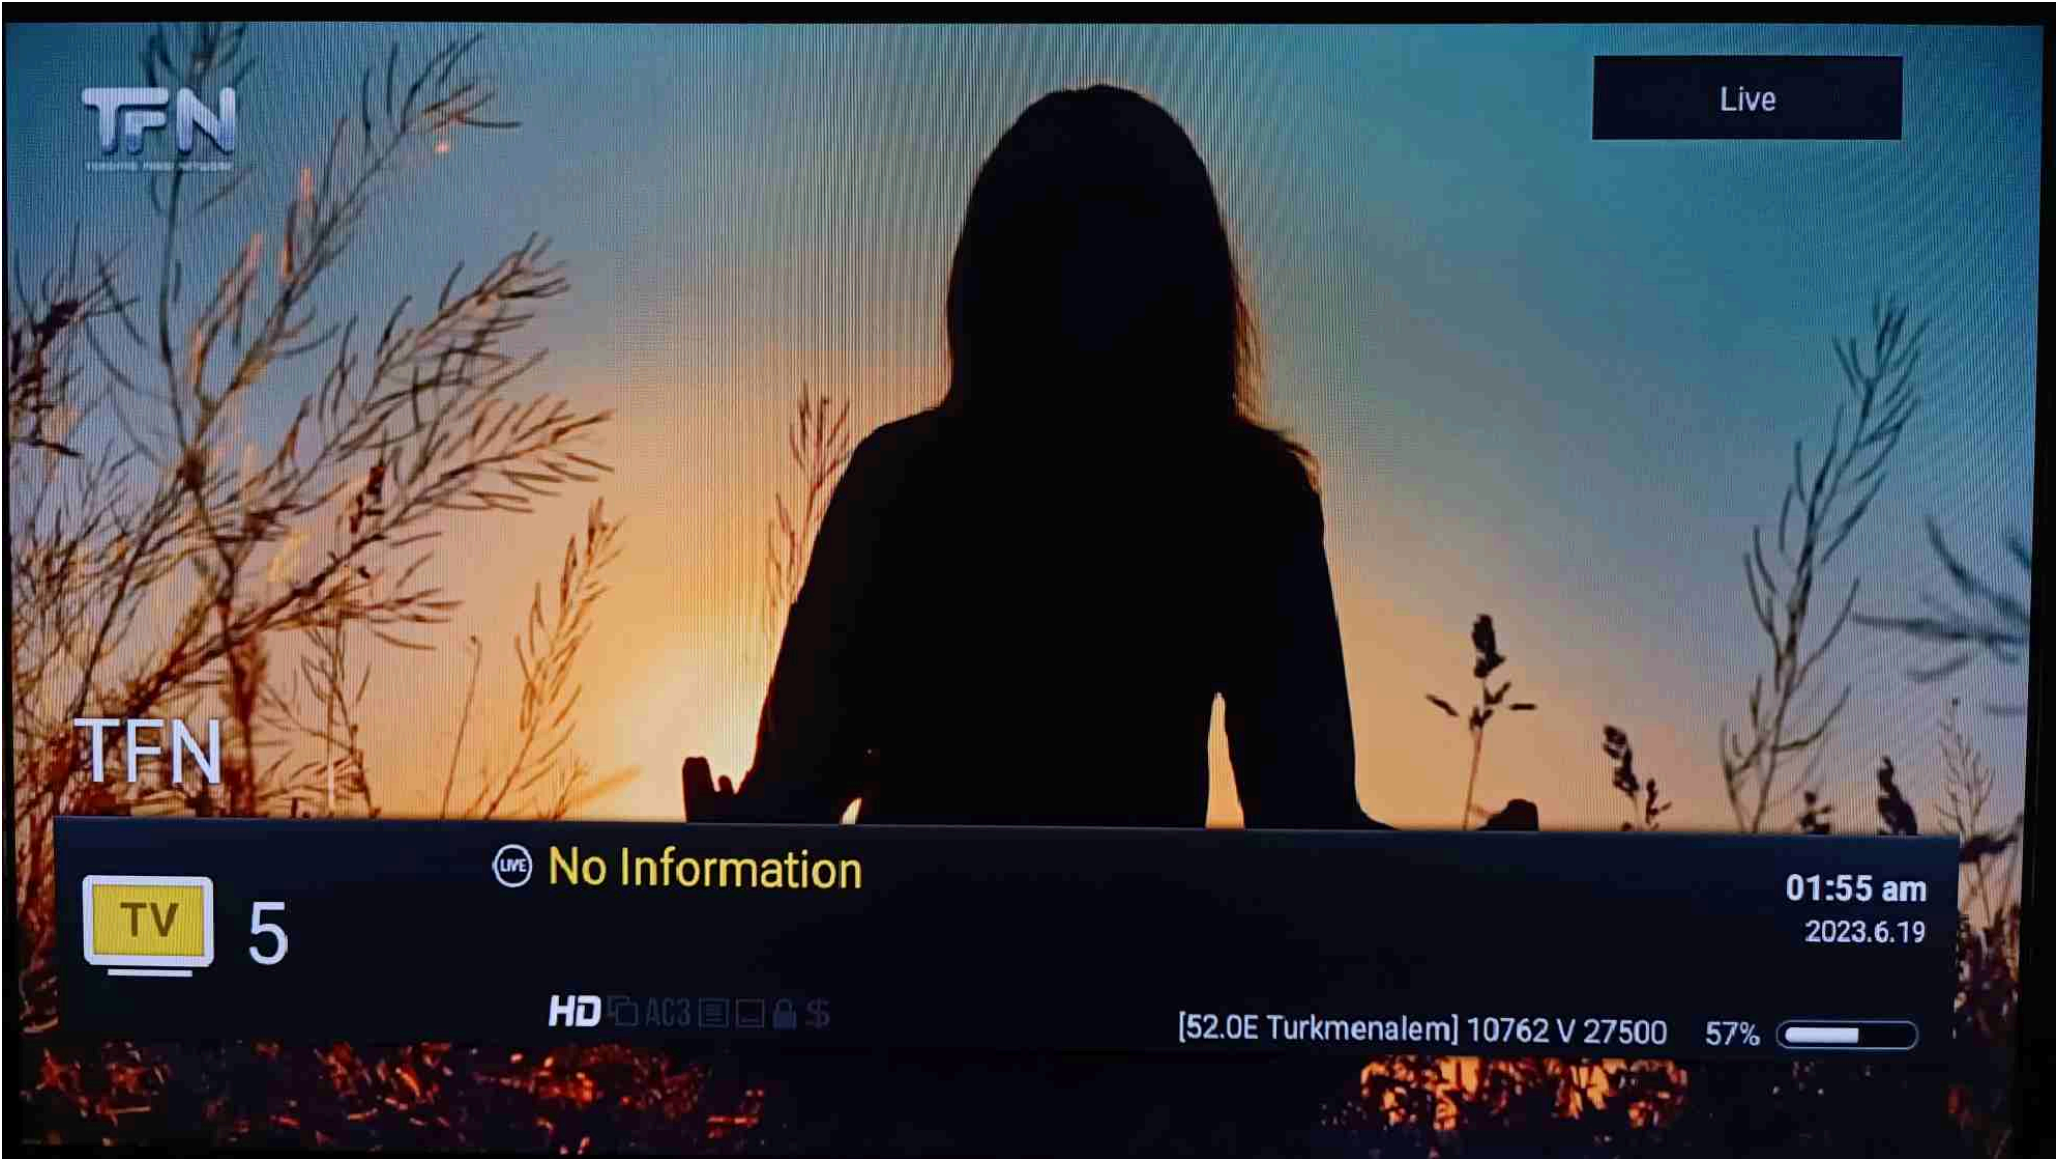 TFN
Live
TFN
LIVE No Information
TV 5
01:55 am
2023.6.19
HD AC3 $
[52.0E Turkmenalem] 10762 V 27500 57%